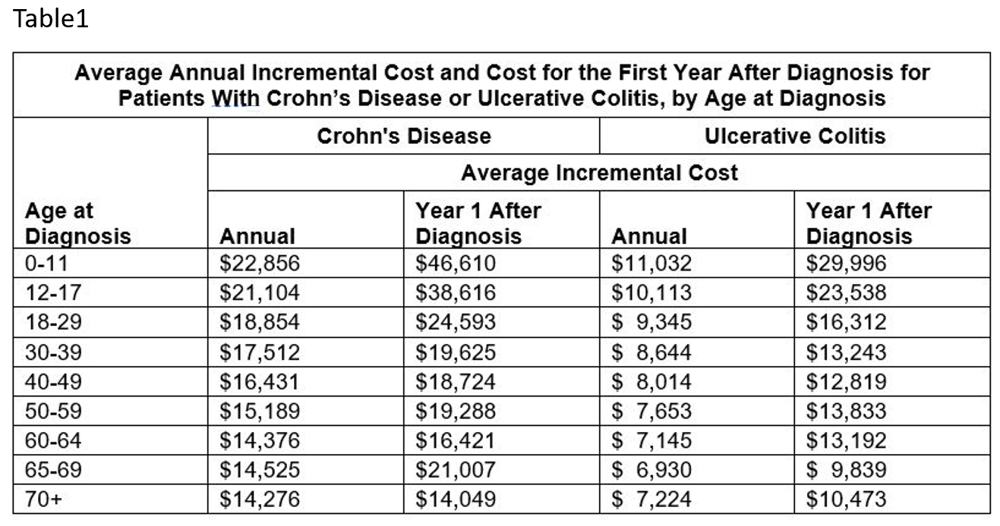 Table1
Average Annual Incremental Cost and Cost for the First Year After Diagnosis for
Patients With Crohn’s Disease or Ulcerative Colitis, by Age at Diagnosis
Crohn's Disease Ulcerative Colitis
Average Incremental Cost
Age at Diagnosis Annual Year 1 After Diagnosis Annual Year 1 After Diagnosis
0-11 $22,856 $46,610 $11,032 $29,996
12-17 $21,104 $38,616 $10,113 $23,538
18-29 $18,854 $24,593 $ 9,345 $16,312
30-39 $17,512 $19,625 $ 8,644 $13,243
40-49 $16,431 $18,724 $ 8,014 $12,819
50-59 $15,189 $19,288 $ 7,653 $13,833
60-64 $14,376 $16,421 $ 7,145 $13,192
65-69 $14,525 $21,007 $ 6,930 $ 9,839
70+ $14,276 $14,049 $ 7,224 $10,473